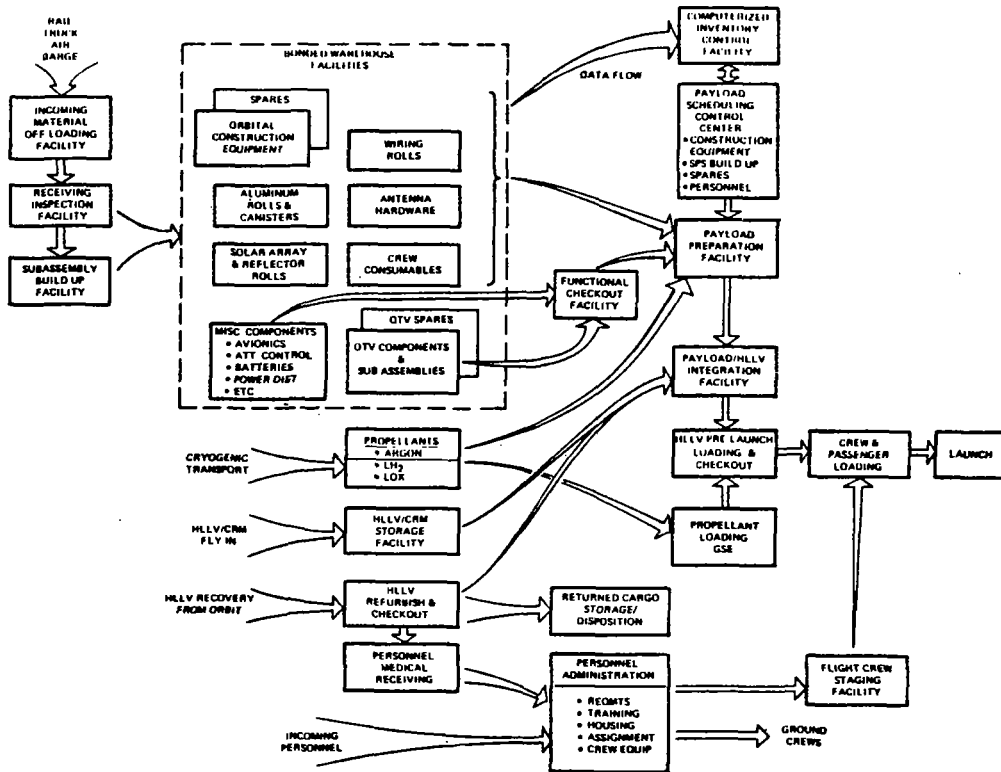 RAIL
TRUCK
AIR
BARGE
INCOMING
MATERIAL
OFF LOADING
FACILITY
RECEIVING
INSPECTION
FACILITY
SUBASSEMBLY
BUILD UP
FACILITY
BONDED WAREHOUSE
FACILITIES
SPARES
ORBITAL
CONSTRUCTION
EQUIPMENT
WIRING
ROLLS
ALUMINUM
ROLLS &
CANISTERS
ANTENNA
HARDWARE
SOLAR ARRAY
& REFLECTOR
ROLLS
CREW
CONSUMABLES
MISC COMPONENTS
• AVIONICS
• ATT CONTROL
• BATTERIES
• POWER DIST
• ETC
OTV SPARES
OTV COMPONENTS
&
SUB ASSEMBLIES
DATA FLOW
COMPUTERIZED
INVENTORY
CONTROL
FACILITY
PAYLOAD
SCHEDULING
CONTROL
CENTER
• CONSTRUCTION
EQUIPMENT
• SPS BUILD UP
• SPARES
• PERSONNEL
PAYLOAD
PREPARATION
FACILITY
FUNCTIONAL
CHECKOUT
FACILITY
PAYLOAD/HLLV
INTEGRATION
FACILITY
CRYOGENIC
TRANSPORT
PROPELLANTS
• ARGON
• LH2
• LOX
HLLV PRE LAUNCH
LOADING &
CHECKOUT
CREW &
PASSENGER
LOADING
LAUNCH
HLLV/CRM
FLY IN
HLLV/CRM
STORAGE
FACILITY
PROPELLANT
LOADING
GSE
HLLV RECOVERY
FROM ORBIT
HLLV
REFURBISH &
CHECKOUT
RETURNED CARGO
STORAGE/
DISPOSITION
PERSONNEL
MEDICAL
RECEIVING
PERSONNEL
ADMINISTRATION
• REQMTS
• TRAINING
• HOUSING
• ASSIGNMENT
• CREW EQUIP
FLIGHT CREW
STAGING
FACILITY
INCOMING
PERSONNEL
GROUND
CREWS